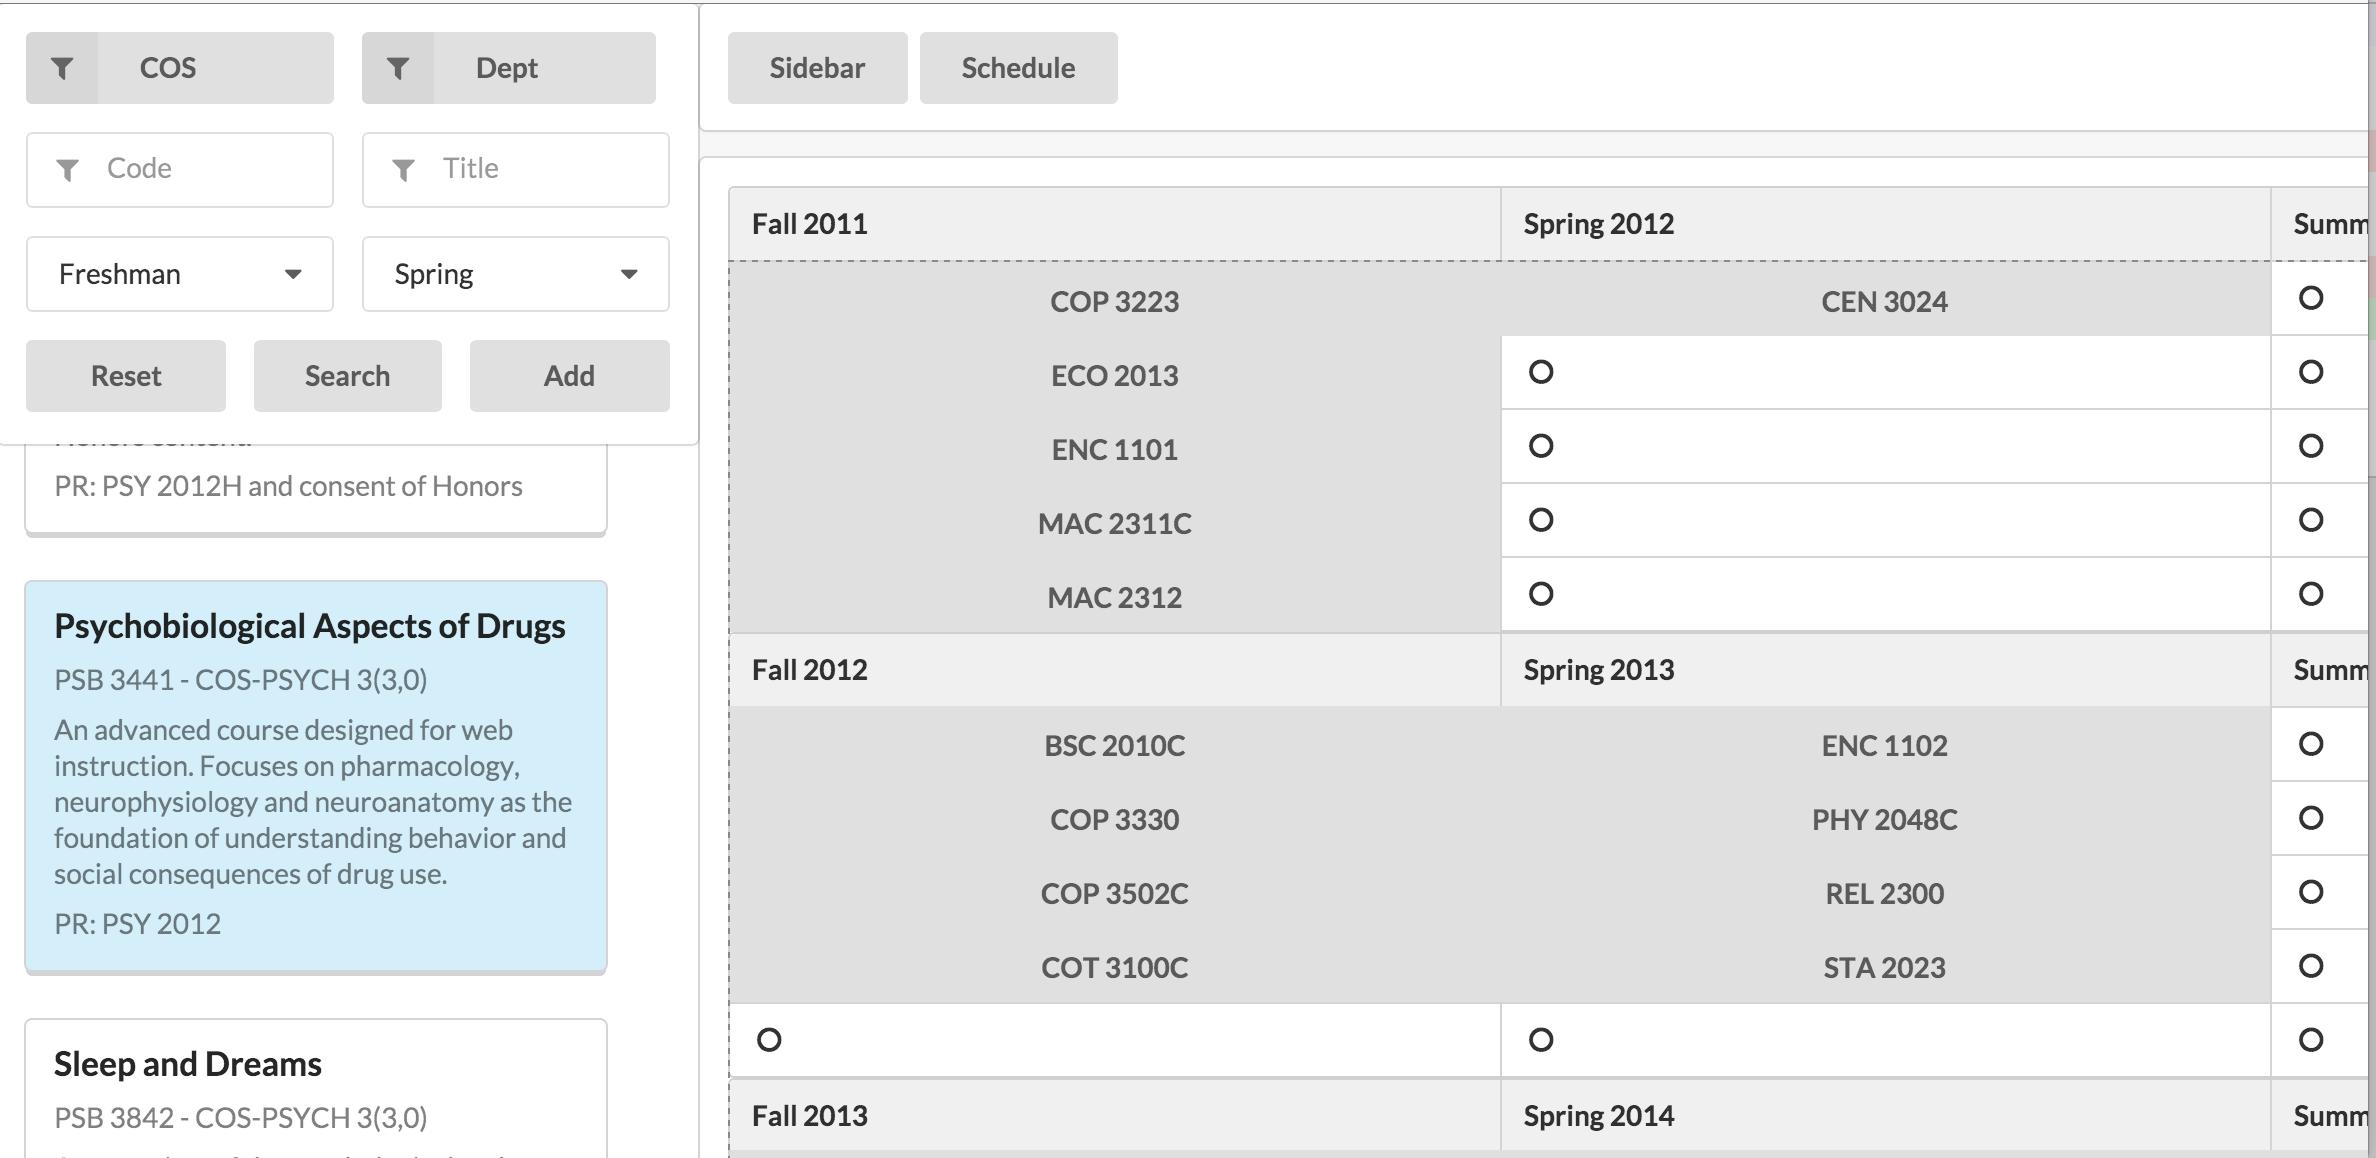 COS
Dept
Code
Title
Freshman
Spring
Reset
Search
Add
PR: PSY 2012H and consent of Honors
Psychobiological Aspects of Drugs
PSB 3441 - COS-PSYCH 3(3,0)
An advanced course designed for web
instruction. Focuses on pharmacology,
neurophysiology and neuroanatomy as the
foundation of understanding behavior and
social consequences of drug use.
PR: PSY 2012
Sleep and Dreams
PSB 3842 - COS-PSYCH 3(3,0)
Sidebar
Schedule
Fall 2011
Spring 2012
Summ
COP 3223
CEN 3024
ECO 2013
ENC 1101
MAC 2311C
MAC 2312
Fall 2012
Spring 2013
Summ
BSC 2010C
ENC 1102
COP 3330
PHY 2048C
COP 3502C
REL 2300
COT 3100C
STA 2023
Fall 2013
Spring 2014
Summ